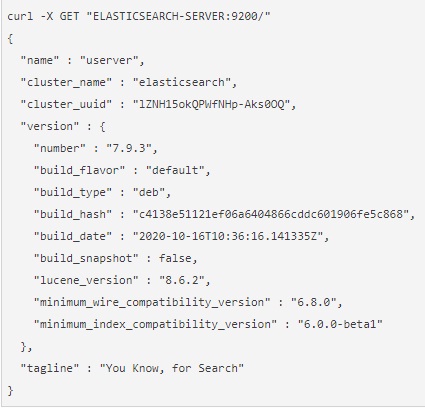 curl -X GET "ELASTICSEARCH-SERVER:9200/"
{
  "name" : "userver",
  "cluster_name" : "elasticsearch",
  "cluster_uuid" : "lZNH15okQPWfNHp-Aks0OQ",
  "version" : {
    "number" : "7.9.3",
    "build_flavor" : "default",
    "build_type" : "deb",
    "build_hash" : "c4138e51121ef06a6404866cddc601906fe5c868",
    "build_date" : "2020-10-16T10:36:16.141335Z",
    "build_snapshot" : false,
    "lucene_version" : "8.6.2",
    "minimum_wire_compatibility_version" : "6.8.0",
    "minimum_index_compatibility_version" : "6.0.0-beta1"
  },
  "tagline" : "You Know, for Search"
}